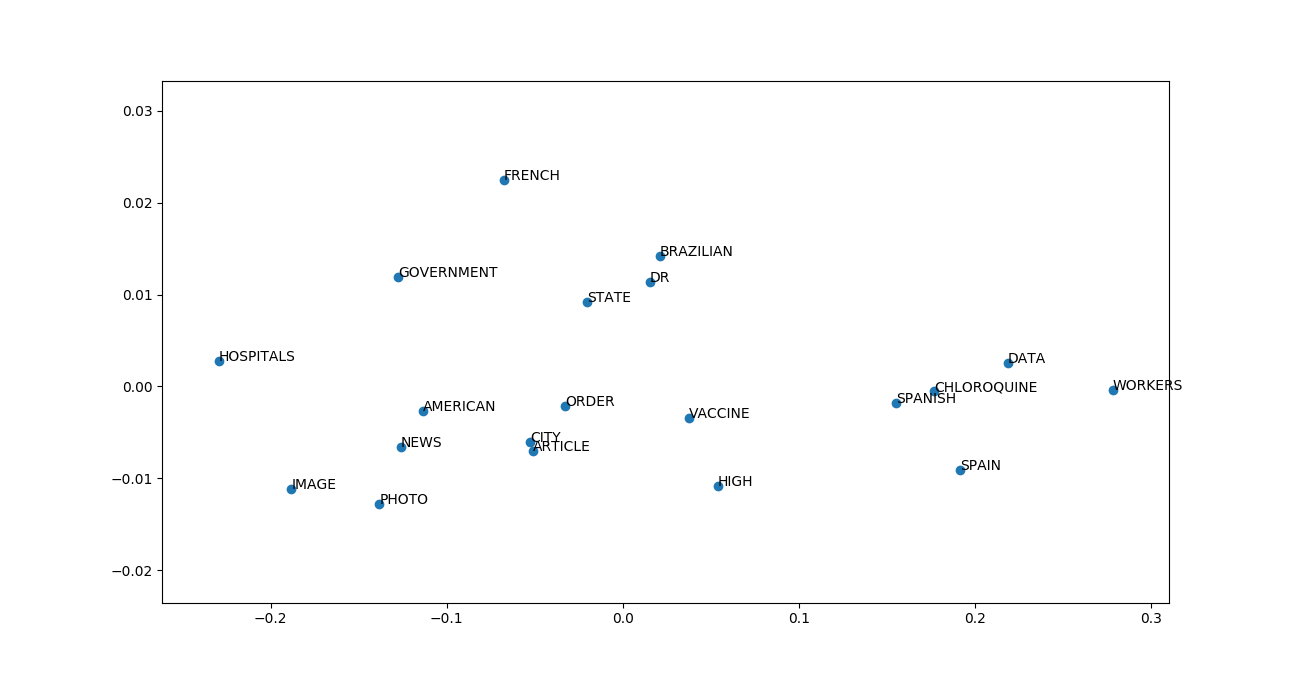 0.03
FRENCH
0.02
BRAZILIAN
GOVERNMENT
DR
0.01
STATE
HOSPITALS
DATA
0.00
CHLOROQUINE
WORKERS
SPANISH
AMERICAN
ORDER
VACCINE
CITY
NEWS
ARTICLE
SPAIN
−0.01
IMAGE
HIGH
PHOTO
−0.02
−0.2 −0.1 0.0 0.1 0.2 0.3